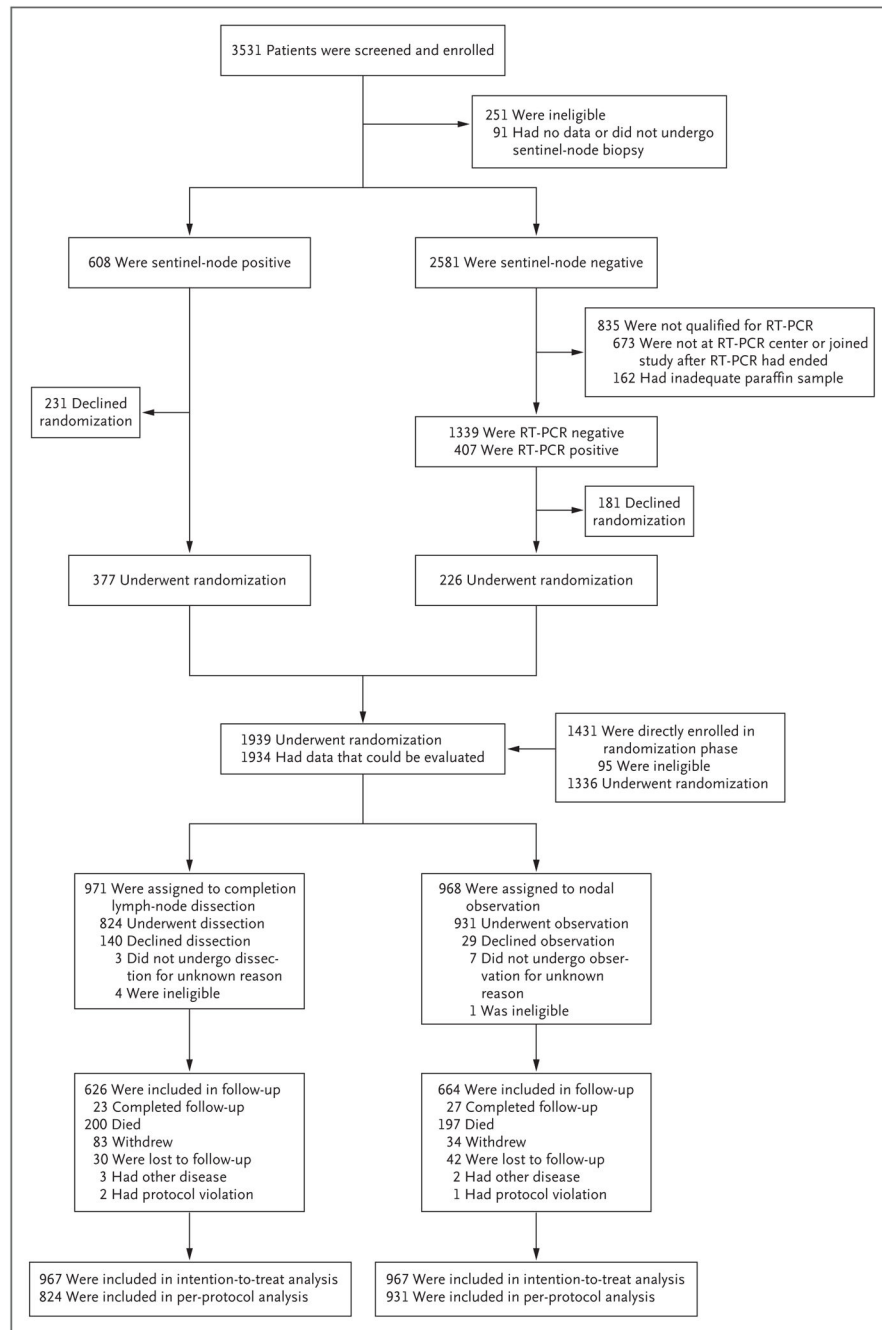 3531 Patients were screened and enrolled
251 Were ineligible
91 Had no data or did not undergo
sentinel-node biopsy
608 Were sentinel-node positive
2581 Were sentinel-node negative
835 Were not qualified for RT-PCR
673 Were not at RT-PCR center or joined
study after RT-PCR had ended
162 Had inadequate paraffin sample
231 Declined
randomization
1339 Were RT-PCR negative
407 Were RT-PCR positive
181 Declined
randomization
377 Underwent randomization
226 Underwent randomization
1939 Underwent randomization
1934 Had data that could be evaluated
1431 Were directly enrolled in
randomization phase
95 Were ineligible
1336 Underwent randomization
971 Were assigned to completion
lymph-node dissection
824 Underwent dissection
140 Declined dissection
3 Did not undergo dissec-
tion for unknown reason
4 Were ineligible
968 Were assigned to nodal
observation
931 Underwent observation
29 Declined observation
7 Did not undergo obser-
vation for unknown
reason
1 Was ineligible
626 Were included in follow-up
23 Completed follow-up
200 Died
83 Withdrew
30 Were lost to follow-up
3 Had other disease
2 Had protocol violation
664 Were included in follow-up
27 Completed follow-up
197 Died
34 Withdrew
42 Were lost to follow-up
2 Had other disease
1 Had protocol violation
967 Were included in intention-to-treat analysis
824 Were included in per-protocol analysis
967 Were included in intention-to-treat analysis
931 Were included in per-protocol analysis